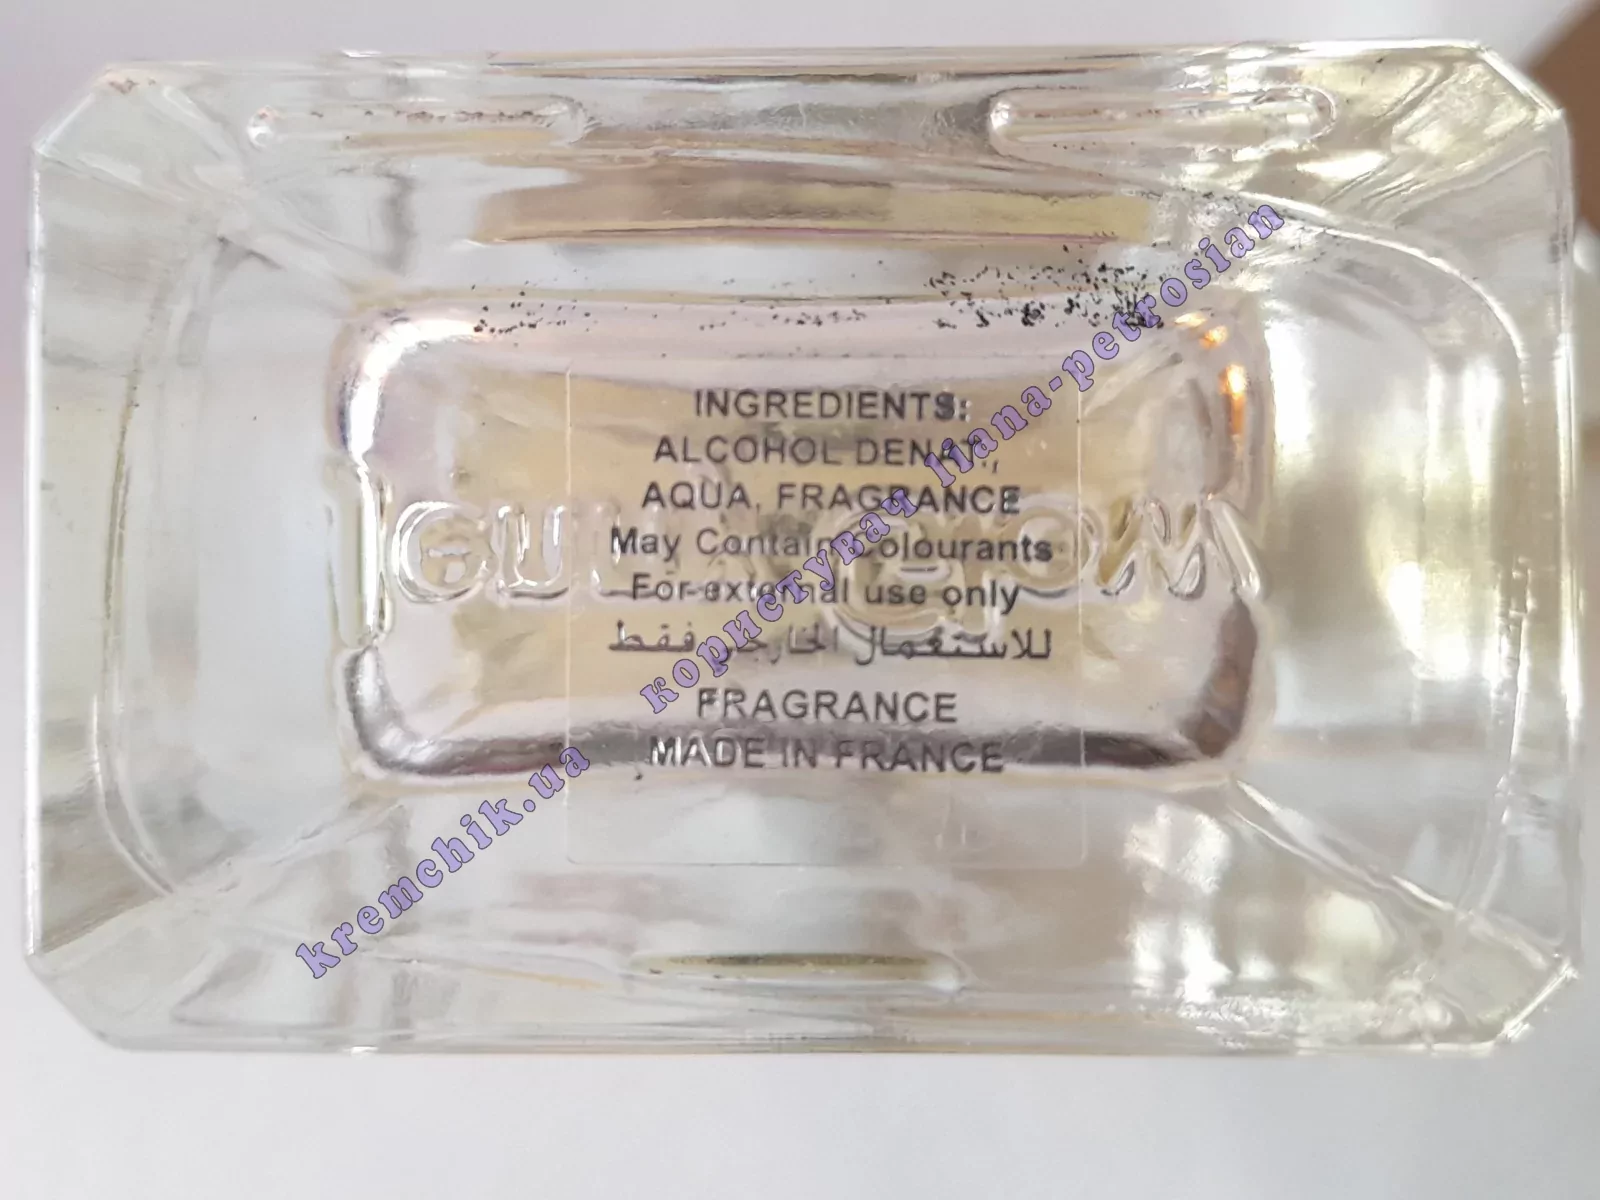 INGREDIENTS:
ALCOHOL DENAT.,
AQUA, FRAGRANCE
May Contain Colourants
For external use only
للاستعمال الخارجي فقط
FRAGRANCE
MADE IN FRANCE
kremchik.ua користувач liana-petrosian